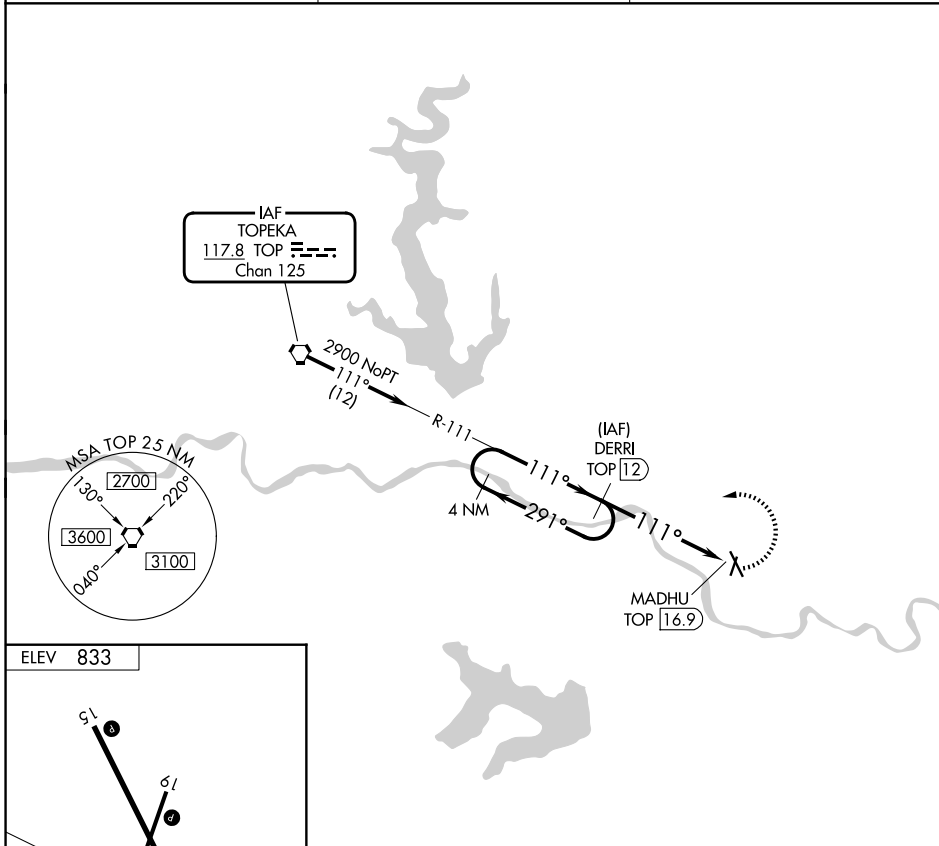 IAF
TOPEKA
117.8 TOP
Chan 125
2900 NoPT
111°
(12)
R-111
(IAF)
DERRI
TOP 12
111°
291°
4 NM
111°
MADHU
TOP 16.9
MSA TOP 25 NM
2700
130°
220°
3600
3100
040°
ELEV 833
15
P
19
P